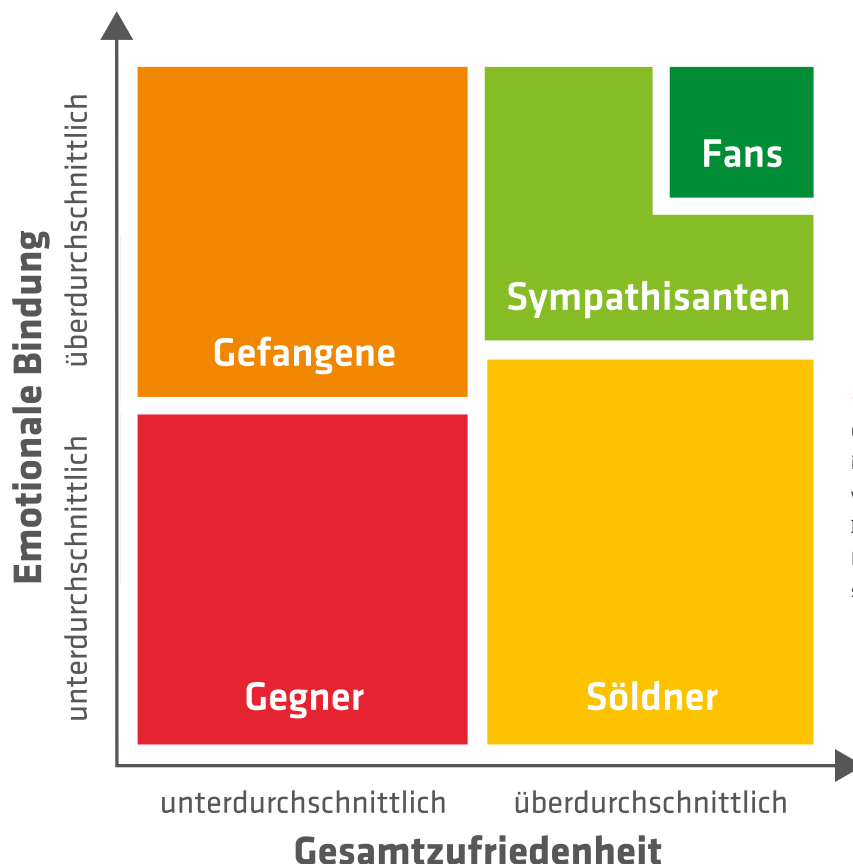 Emotionale Bindung
überdurchschnittlich
unterdurchschnittlich
Fans
Sympathisanten
Gefangene
Gegner
Söldner
unterdurchschnittlich
überdurchschnittlich
Gesamtzufriedenheit